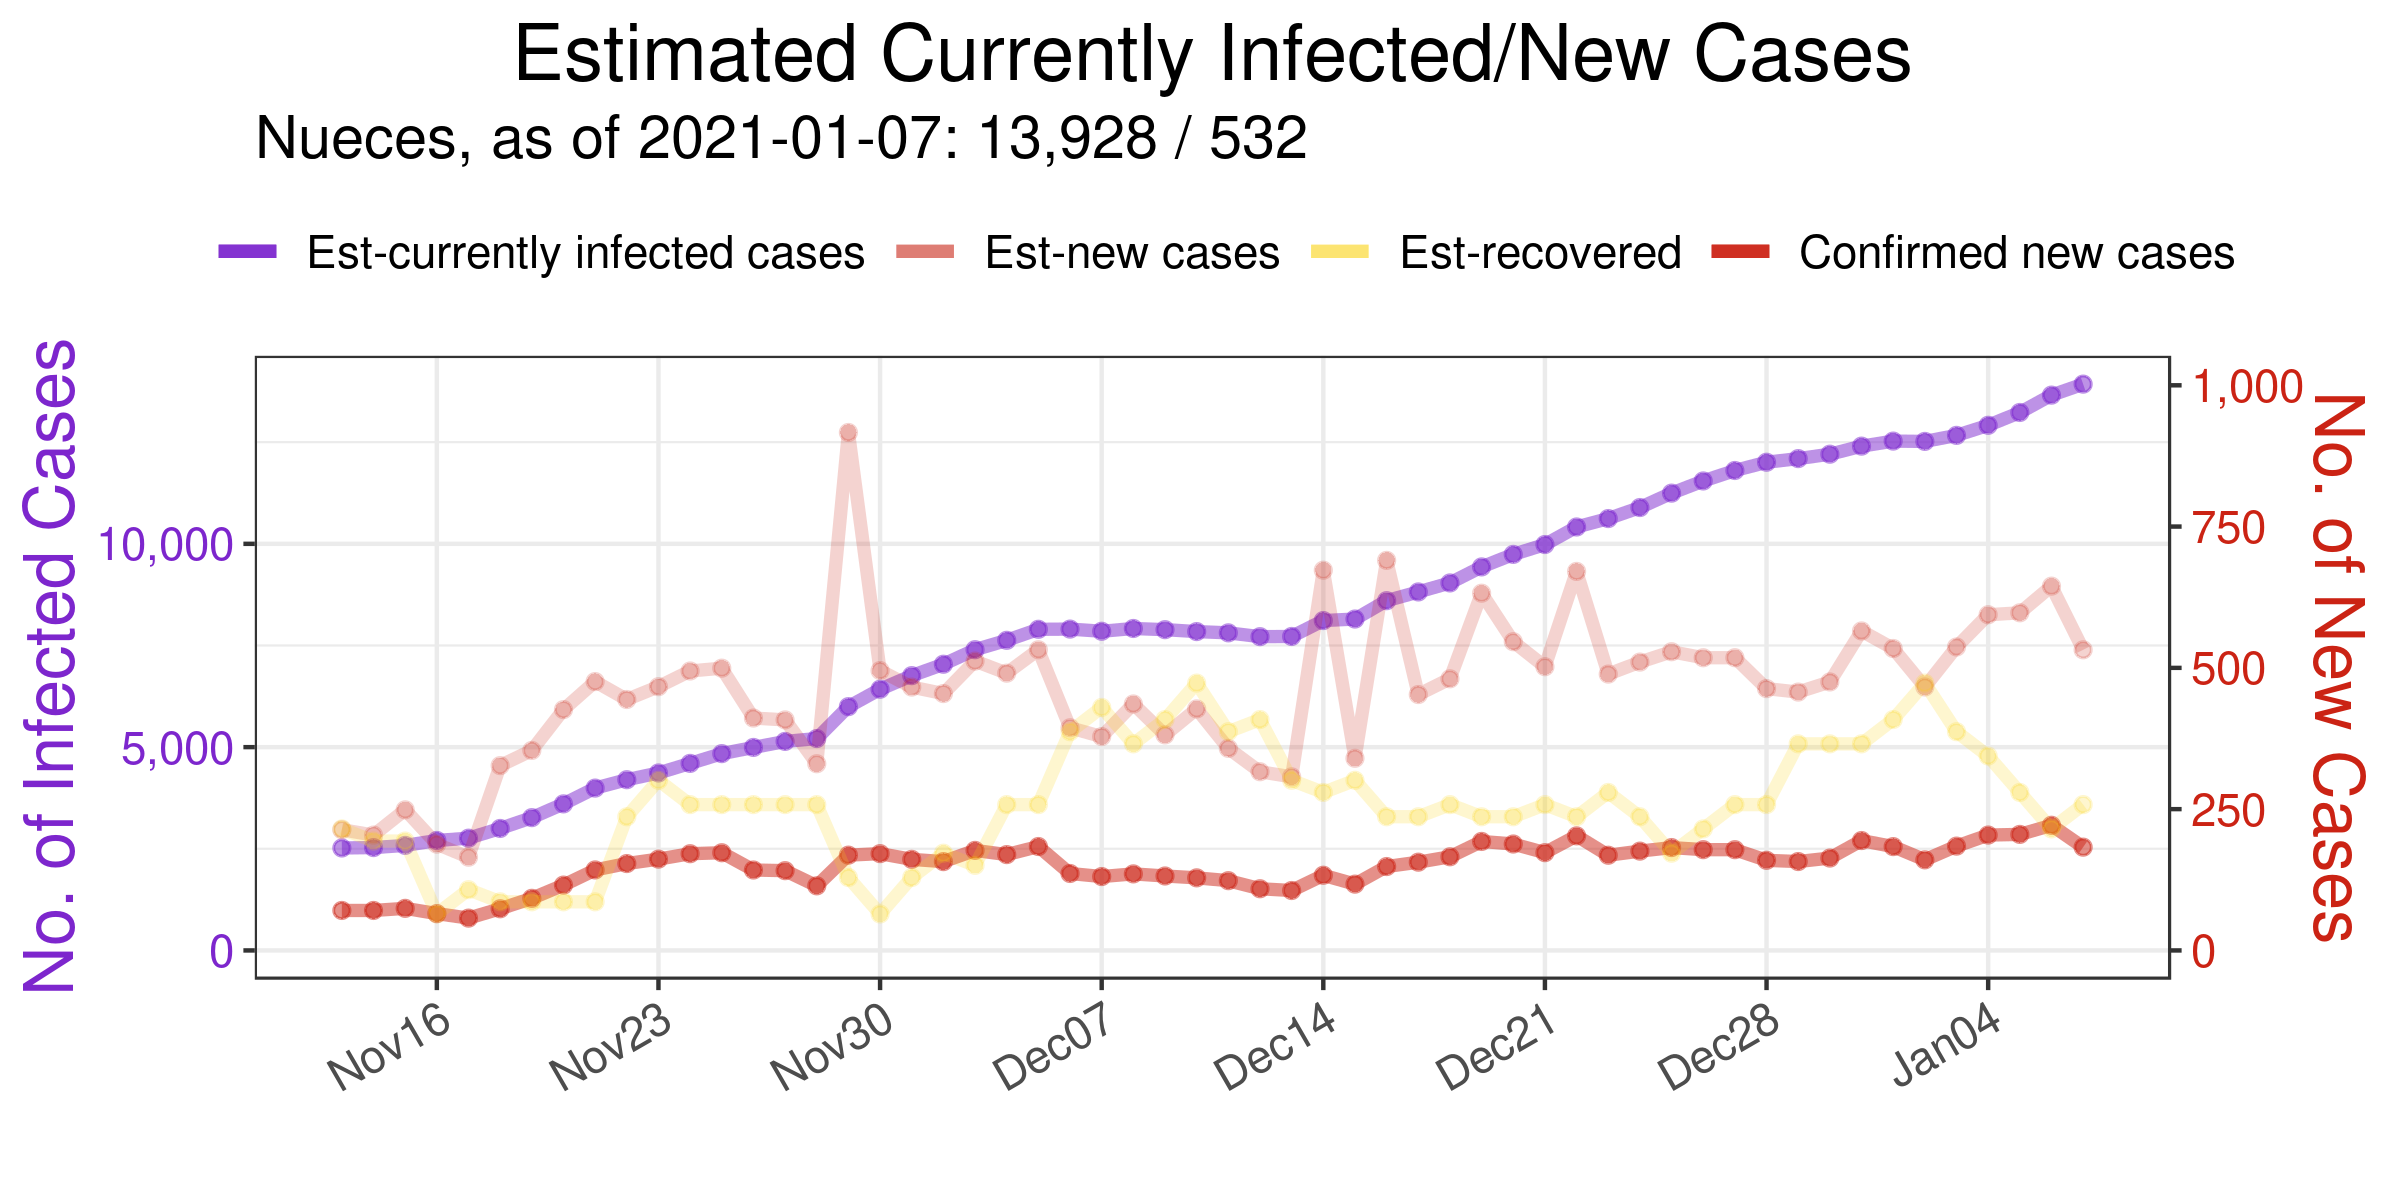 Estimated Currently Infected/New Cases
Nueces, as of 2021-01-07: 13,928 / 532
Est-currently infected cases Est-new cases Est-recovered Confirmed new cases
No. of Infected Cases
10,000
5,000
0
1,000
750
500
250
0
No. of New Cases
Nov16 Nov23 Nov30 Dec07 Dec14 Dec21 Dec28 Jan04